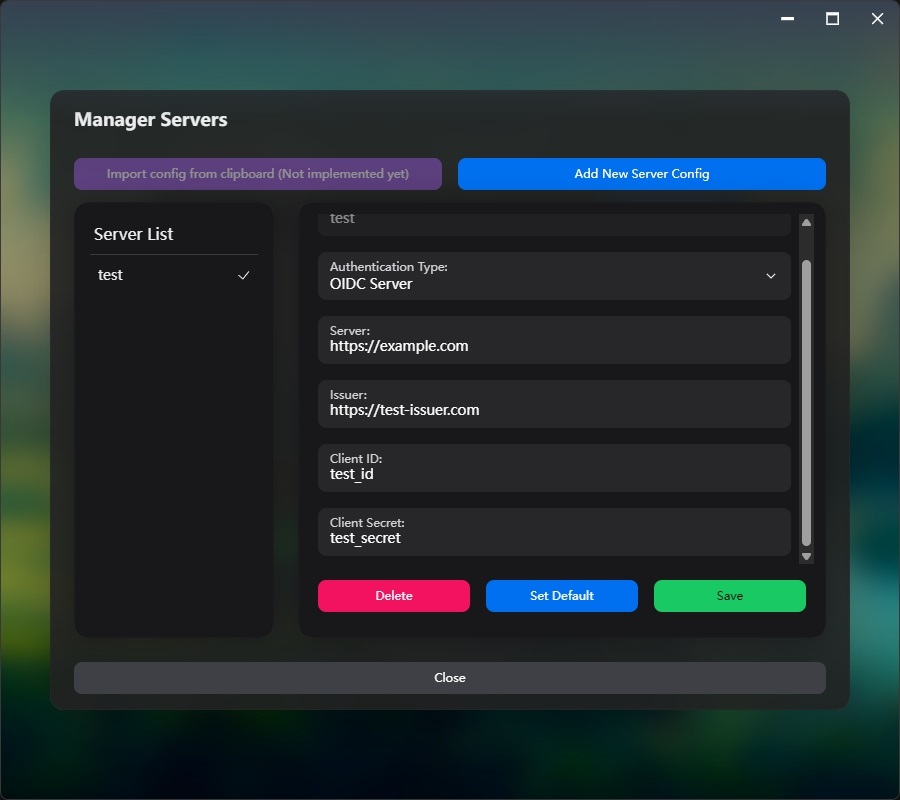 Manager Servers
Import config from clipboard (Not implemented yet)
Add New Server Config
Server List
test
test
Authentication Type:
OIDC Server
Server:
https://example.com
Issuer:
https://test-issuer.com
Client ID:
test_id
Client Secret:
test_secret
Delete
Set Default
Save
Close